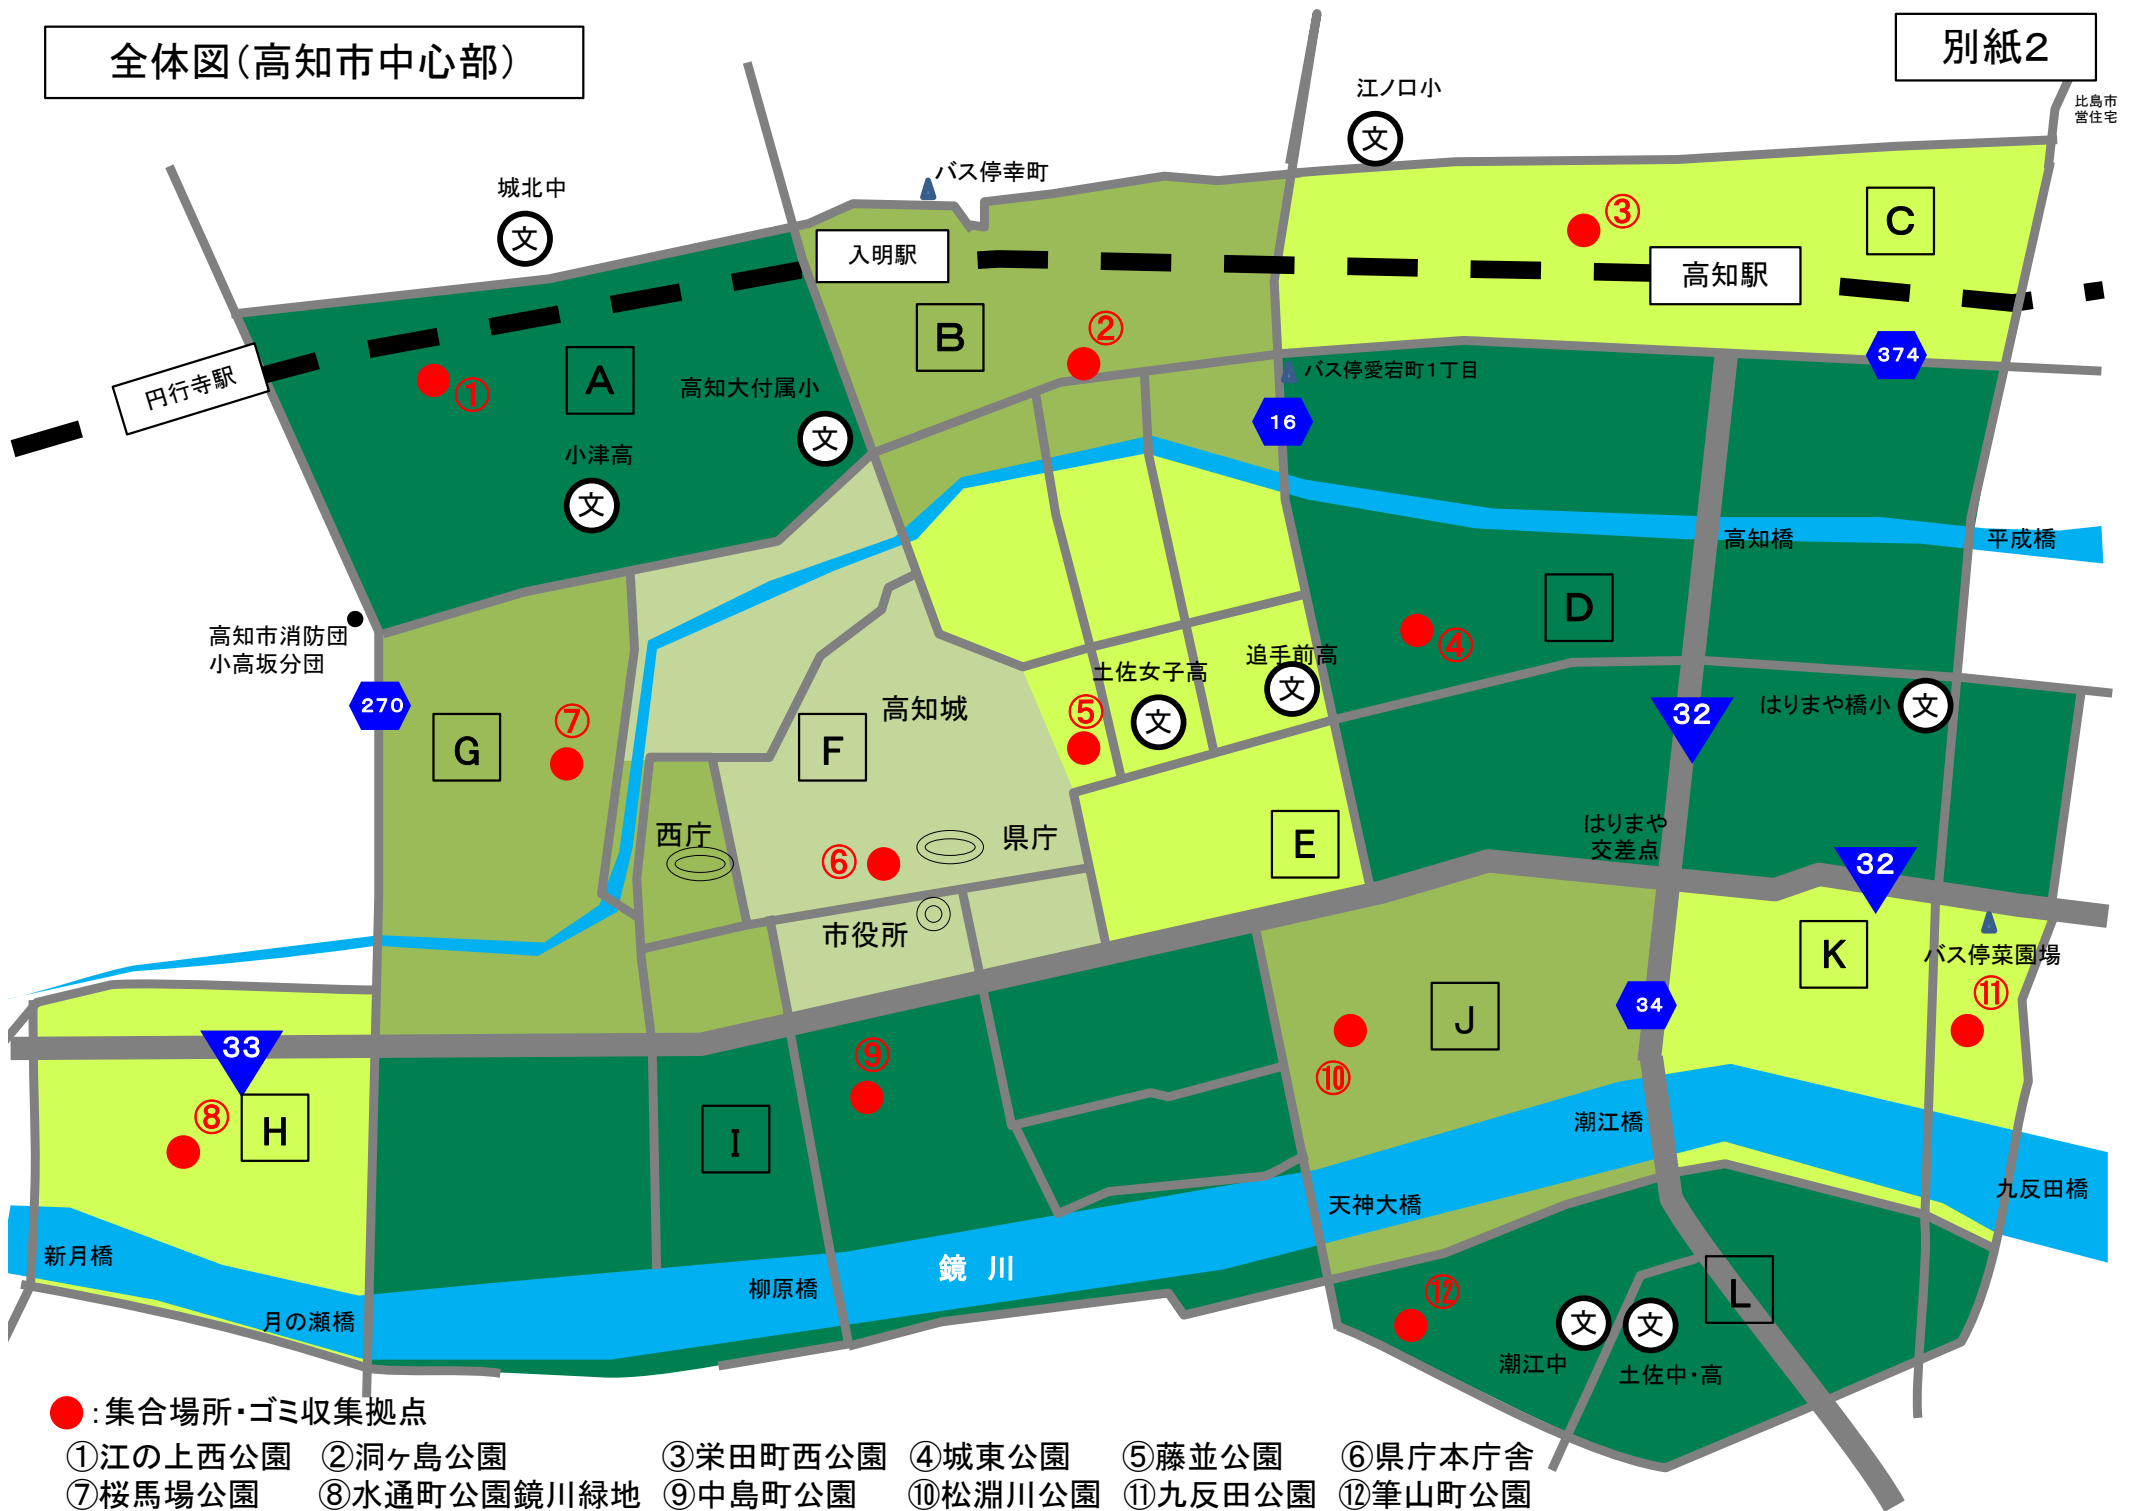 全体図(高知市中心部)
別紙2
比島市
営住宅
江ノ口小
文
バス停幸町
城北中
文
③
C
入明駅
高知駅
B
②
374
円行寺駅
A
①
高知大付属小
文
バス停愛宕町1丁目
16
小津高
文
高知橋
平成橋
D
④
高知市消防団
小高坂分団
270
G
⑦
F
高知城
⑤
土佐女子高
文
追手前高
文
32
はりまや橋小
文
西庁
⑥
県庁
E
はりまや
交差点
32
市役所
K
バス停菜園場
⑪
J
34
⑩
33
⑧
H
I
⑨
潮江橋
天神大橋
九反田橋
新月橋
月の瀬橋
柳原橋
鏡 川
⑫
L
文
文
潮江中
土佐中・高
:集合場所・ゴミ収集拠点
①江の上西公園 ②洞ヶ島公園 ③栄田町西公園 ④城東公園 ⑤藤並公園 ⑥県庁本庁舎
⑦桜馬場公園 ⑧水通町公園鏡川緑地 ⑨中島町公園 ⑩松淵川公園 ⑪九反田公園 ⑫筆山町公園